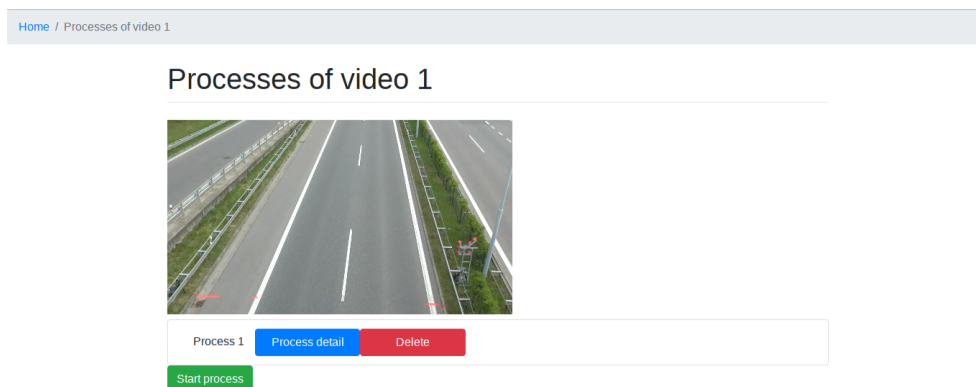 Home / Processes of video 1
Processes of video 1
Process 1 Process detail Delete
Start process